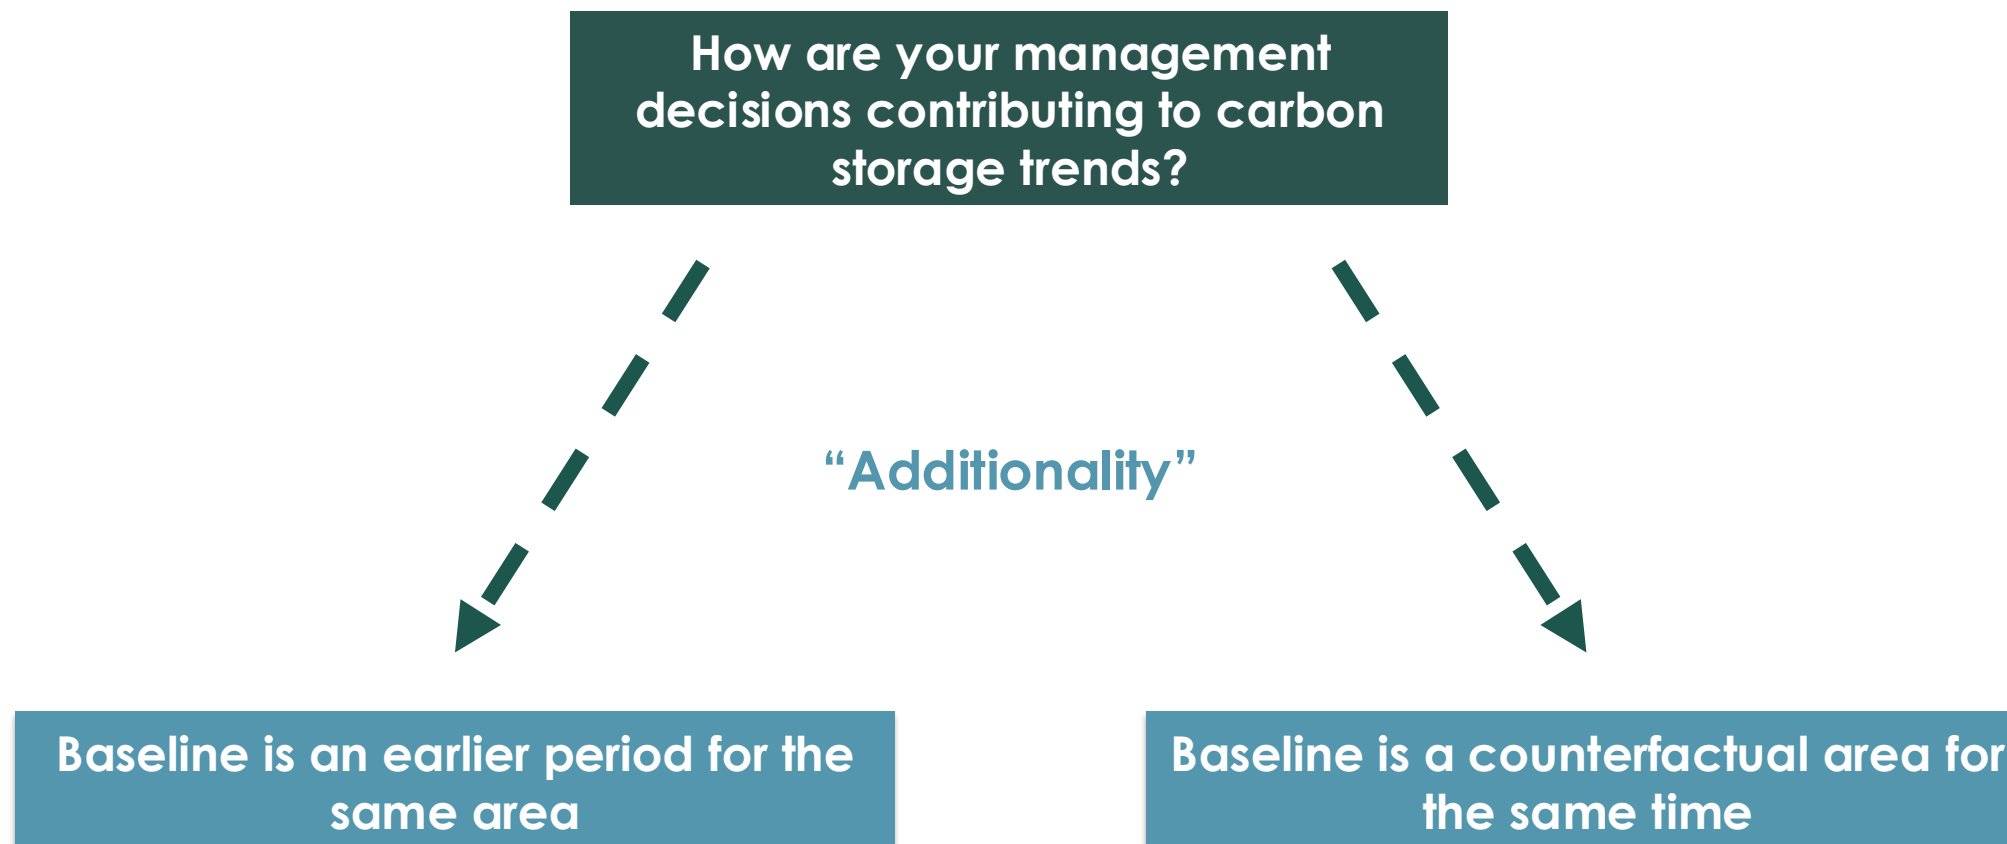 How are your management
decisions contributing to carbon
storage trends?
“Additionality”
Baseline is an earlier period for the
same area
Baseline is a counterfactual area for
the same time